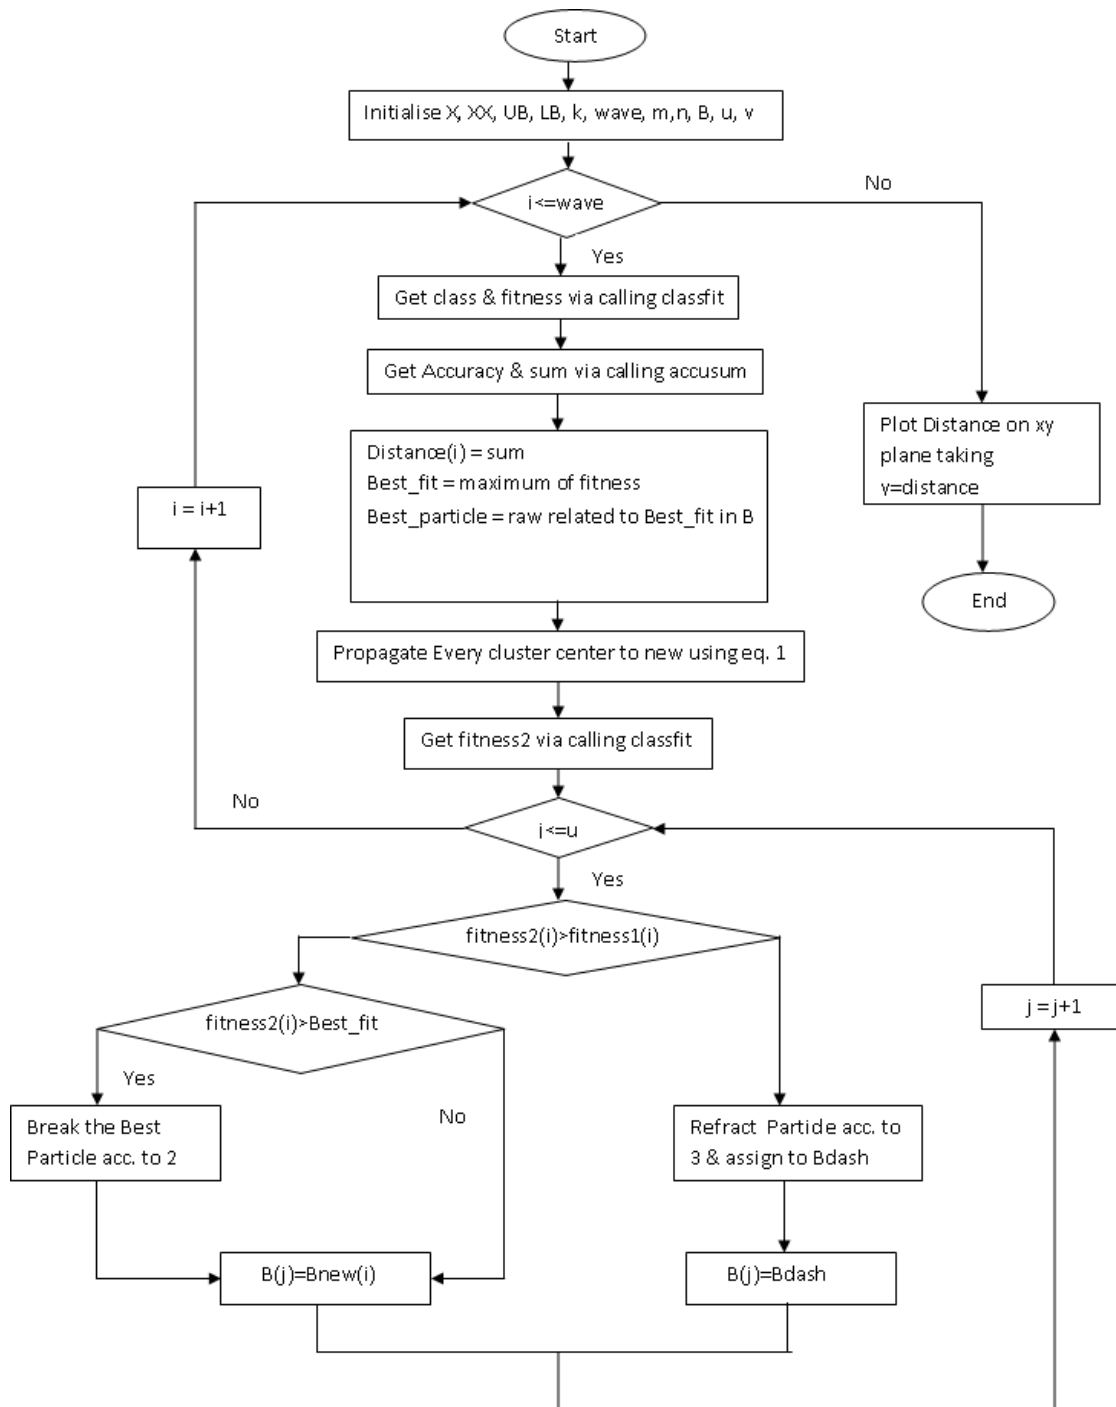 Start
Initialise X, XX, UB, LB, k, wave, m,n, B, u, v
i<=wave
No
Yes
Get class & fitness via calling classfit
Get Accuracy & sum via calling accusum
Distance(i) = sum
Best_fit = maximum of fitness
Best_particle = raw related to Best_fit in B
Plot Distance on xy
plane taking
y=distance
i = i+1
End
Propagate Every cluster center to new using eq. 1
Get fitness2 via calling classfit
No
j<=u
Yes
fitness2(i)>fitness1(i)
j =j+1
fitness2(i)>Best_fit
Yes
No
Break the Best
Particle acc. to 2
Refract Particle acc. to
3 & assign to Bdash
B(j)=Bnew(i)
B(j)=Bdash